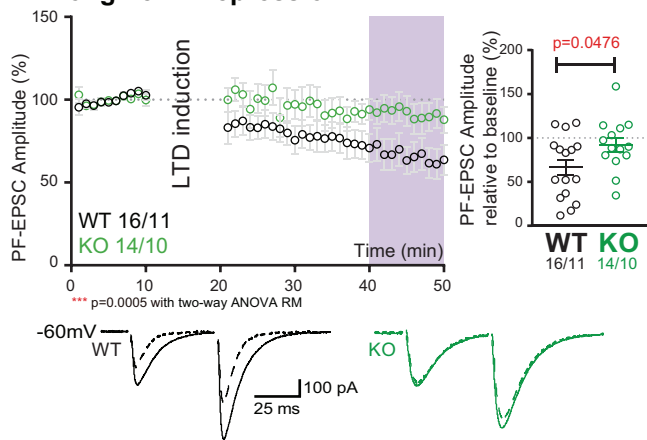 PF-EPSC Amplitude (%)
150
100
50
0
LTD induction
WT 16/11
KO 14/10
Time (min)
0
10
20
30
40
50
*** p=0.0005 with two-way ANOVA RM
PF-EPSC Amplitude
relative to baseline (%)
200
150
100
50
0
p=0.0476
WT
KO
16/11
14/10
-60mV
WT
100 pA
25 ms
KO